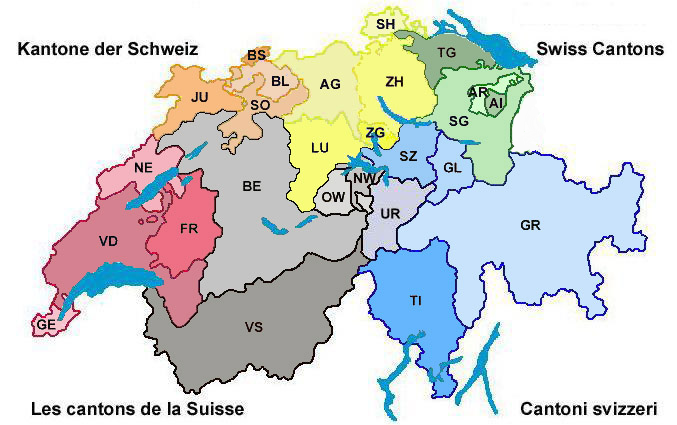 SH
Kantone der Schweiz
BS
TG
Swiss Cantons
BL
AG
ZH
JU
SO
AR
AI
ZG
SG
LU
NE
SZ
GL
BE
NW
OW
UR
FR
GR
VD
TI
GE
VS
Les cantons de la Suisse
Cantoni svizzeri